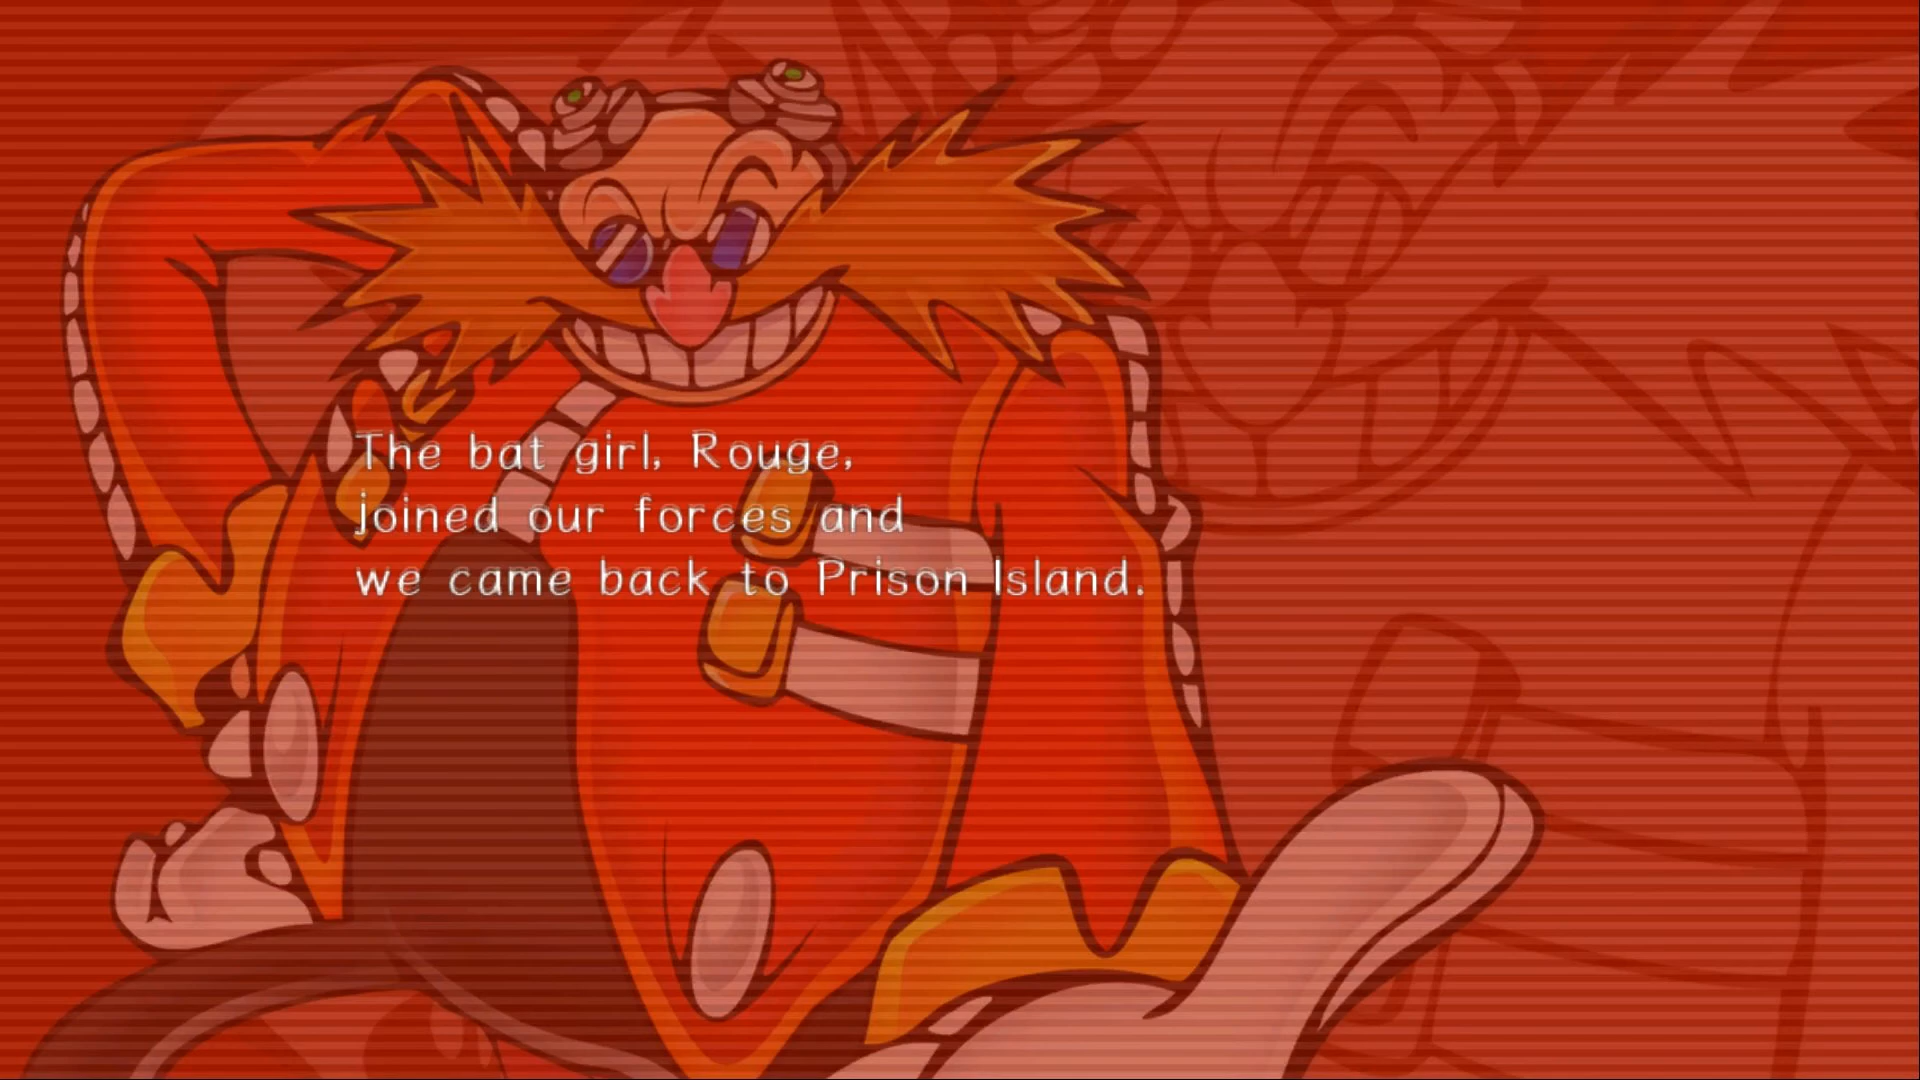 The bat girl, Rouge,
joined our forces and
we came back to Prison Island.